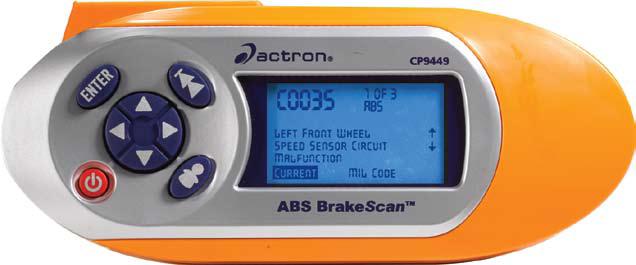 actron®
CP9449
ENTER
C0035 1 OF 3
ABS
LEFT FRONT WHEEL
SPEED SENSOR CIRCUIT
MALFUNCTION
CURRENT MIL CODE
ABS BrakeScan™